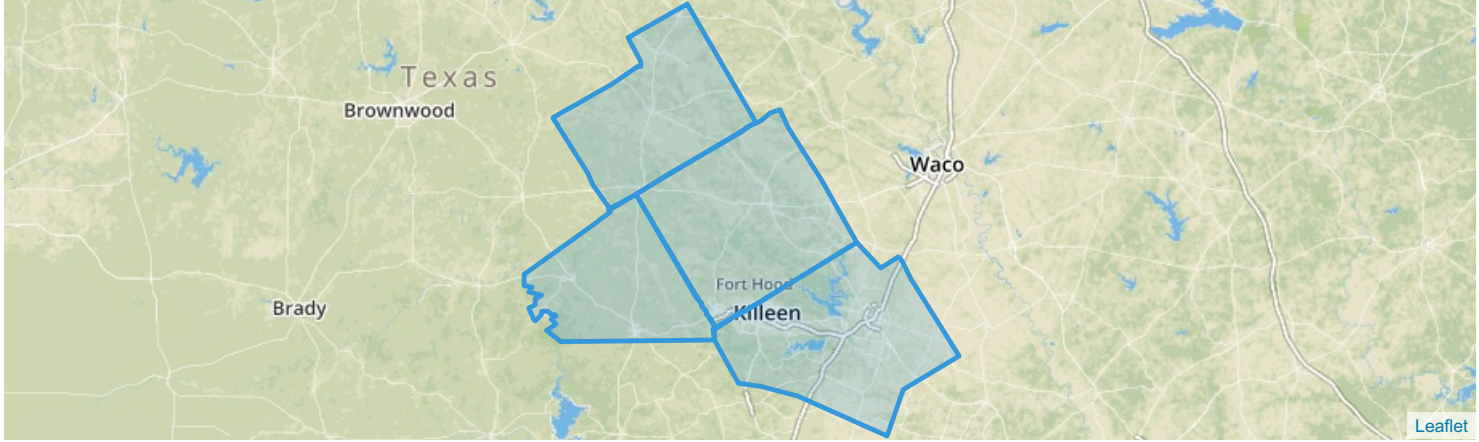 Texas
Brownwood
Waco
Fort Hood
Killeen
Brady
Leaflet